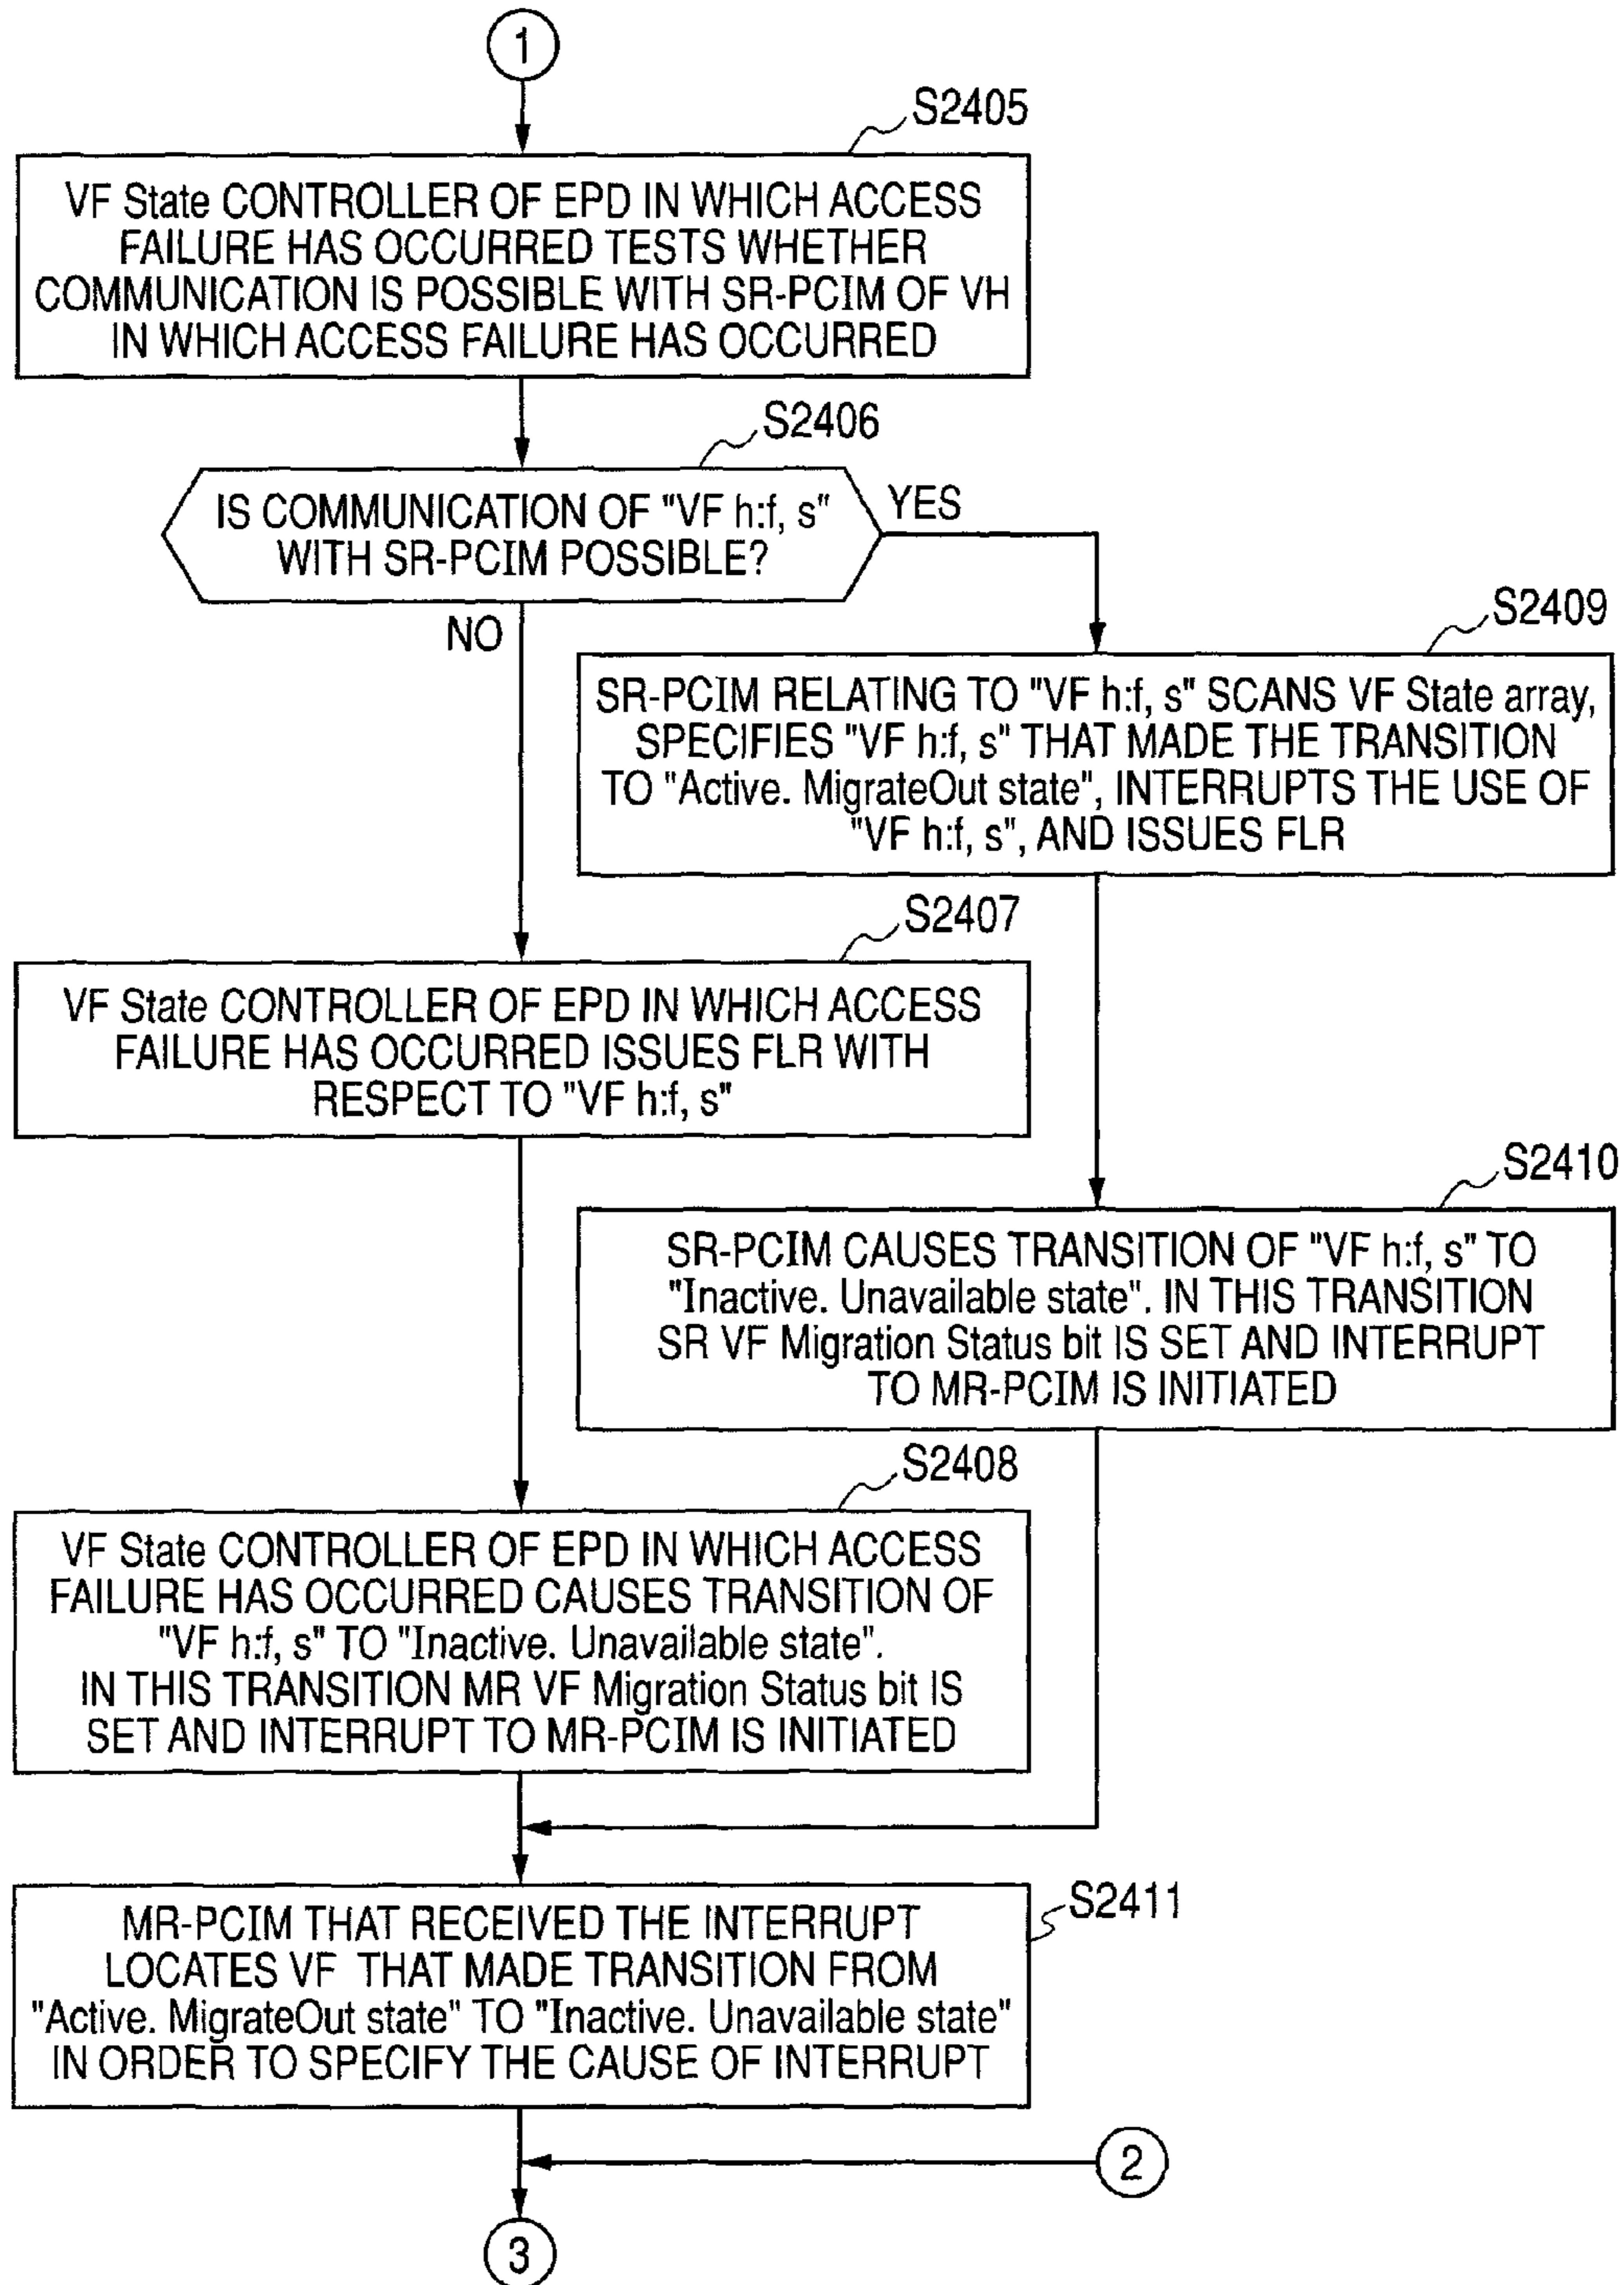 1
S2405
VF State CONTROLLER OF EPD IN WHICH ACCESS
FAILURE HAS OCCURRED TESTS WHETHER
COMMUNICATION IS POSSIBLE WITH SR-PCIM OF VH
IN WHICH ACCESS FAILURE HAS OCCURRED
S2406
IS COMMUNICATION OF "VF h:f, s"
WITH SR-PCIM POSSIBLE?
YES
NO
S2409
SR-PCIM RELATING TO "VF h:f, s" SCANS VF State array,
SPECIFIES "VF h:f, s" THAT MADE THE TRANSITION
TO "Active. MigrateOut state", INTERRUPTS THE USE OF
"VF h:f, s", AND ISSUES FLR
S2407
VF State CONTROLLER OF EPD IN WHICH ACCESS
FAILURE HAS OCCURRED ISSUES FLR WITH
RESPECT TO "VF h:f, s"
S2410
SR-PCIM CAUSES TRANSITION OF "VF h:f, s" TO
"Inactive. Unavailable state". IN THIS TRANSITION
SR VF Migration Status bit IS SET AND INTERRUPT
TO MR-PCIM IS INITIATED
S2408
VF State CONTROLLER OF EPD IN WHICH ACCESS
FAILURE HAS OCCURRED CAUSES TRANSITION OF
"VF h:f, s" TO "Inactive. Unavailable state".
IN THIS TRANSITION MR VF Migration Status bit IS
SET AND INTERRUPT TO MR-PCIM IS INITIATED
S2411
MR-PCIM THAT RECEIVED THE INTERRUPT
LOCATES VF THAT MADE TRANSITION FROM
"Active. MigrateOut state" TO "Inactive. Unavailable state"
IN ORDER TO SPECIFY THE CAUSE OF INTERRUPT
2
3